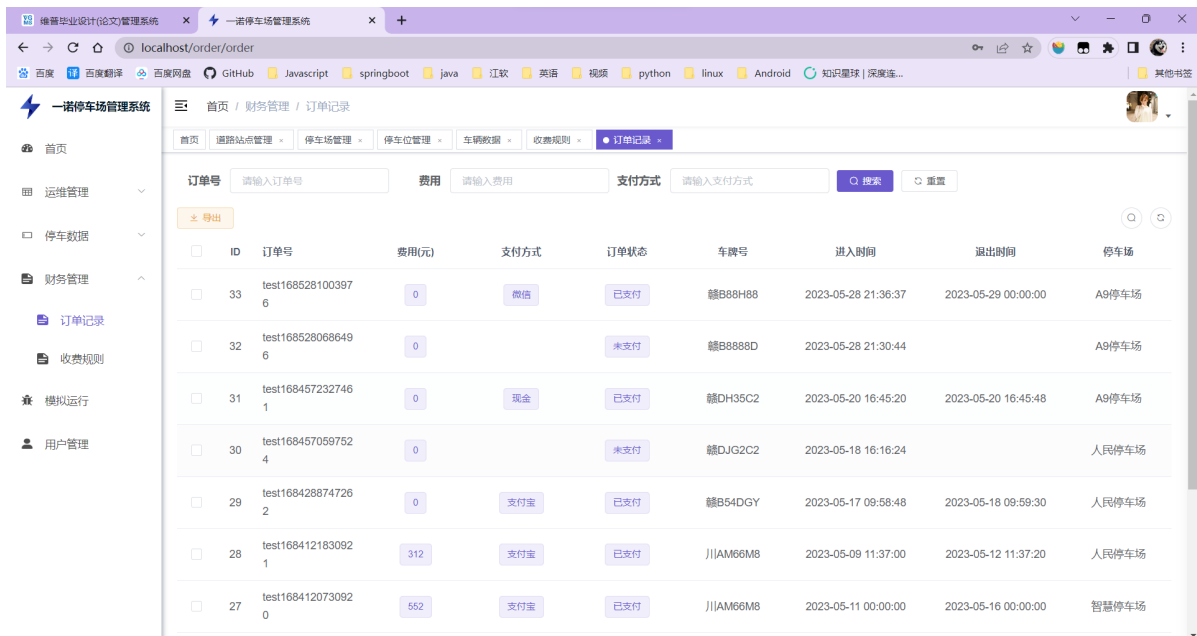 维普毕业设计(论文)管理系统 一诺停车场管理系统
localhost/order/order
百度 百度翻译 百度网盘 GitHub Javascript springboot java 江软 英语 视频 python linux Android 知识星球 | 深度连... 其他书签
一诺停车场管理系统 首页 / 财务管理 / 订单记录
首页 道路站点管理 停车场管理 停车位管理 车辆数据 收费规则 订单记录
首页
运维管理
停车数据
财务管理
订单记录
收费规则
模拟运行
用户管理
订单号 请输入订单号 费用 请输入费用 支付方式 请输入支付方式 搜索 重置
导出
ID 订单号 费用(元) 支付方式 订单状态 车牌号 进入时间 退出时间 停车场
33 test168528100397 0 微信 已支付 赣B88H88 2023-05-28 21:36:37 2023-05-29 00:00:00 A9停车场
6
32 test168528068649 0 未支付 赣B8888D 2023-05-28 21:30:44 A9停车场
6
31 test168457232746 0 现金 已支付 赣DH35C2 2023-05-20 16:45:20 2023-05-20 16:45:48 A9停车场
1
30 test168457059752 0 未支付 赣DJG2C2 2023-05-18 16:16:24 人民停车场
4
29 test168428874726 0 支付宝 已支付 赣B54DGY 2023-05-17 09:58:48 2023-05-18 09:59:30 人民停车场
2
28 test168412183092 312 支付宝 已支付 川AM66M8 2023-05-09 11:37:00 2023-05-12 11:37:20 人民停车场
1
27 test168412073092 552 支付宝 已支付 川AM66M8 2023-05-11 00:00:00 2023-05-16 00:00:00 智慧停车场
0